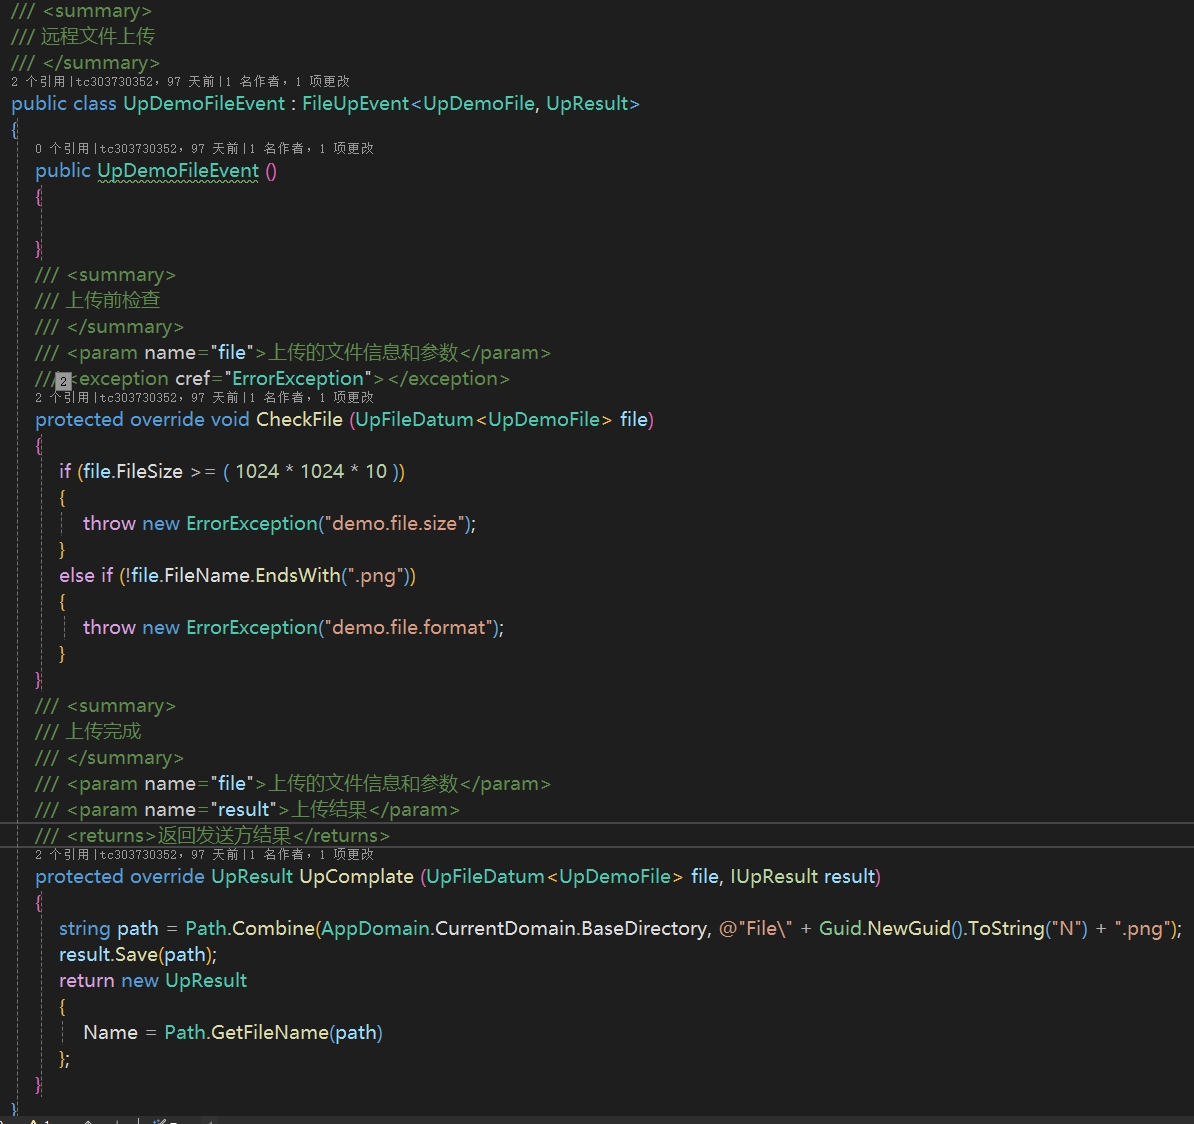 /// <summary>
/// 远程文件上传
/// </summary>
2 个引用|tc303730352，97 天前|1 名作者，1 项更改
public class UpDemoFileEvent : FileUpEvent<UpDemoFile, UpResult>
{
0 个引用|tc303730352，97 天前|1 名作者，1 项更改
public UpDemoFileEvent ()
{
}
/// <summary>
/// 上传前检查
/// </summary>
/// <param name="file">上传的文件信息和参数</param>
/// 2 <exception cref="ErrorException"></exception>
2 个引用|tc303730352，97 天前|1 名作者，1 项更改
protected override void CheckFile (UpFileDatum<UpDemoFile> file)
{
if (file.FileSize >= ( 1024 * 1024 * 10 ))
{
throw new ErrorException("demo.file.size");
}
else if (!file.FileName.EndsWith(".png"))
{
throw new ErrorException("demo.file.format");
}
}
/// <summary>
/// 上传完成
/// </summary>
/// <param name="file">上传的文件信息和参数</param>
/// <param name="result">上传结果</param>
/// <returns>返回发送方结果</returns>
2 个引用|tc303730352，97 天前|1 名作者，1 项更改
protected override UpResult UpComplate (UpFileDatum<UpDemoFile> file, IUpResult result)
{
string path = Path.Combine(AppDomain.CurrentDomain.BaseDirectory, @"File\" + Guid.NewGuid().ToString("N") + ".png");
result.Save(path);
return new UpResult
{
Name = Path.GetFileName(path)
};
}
}